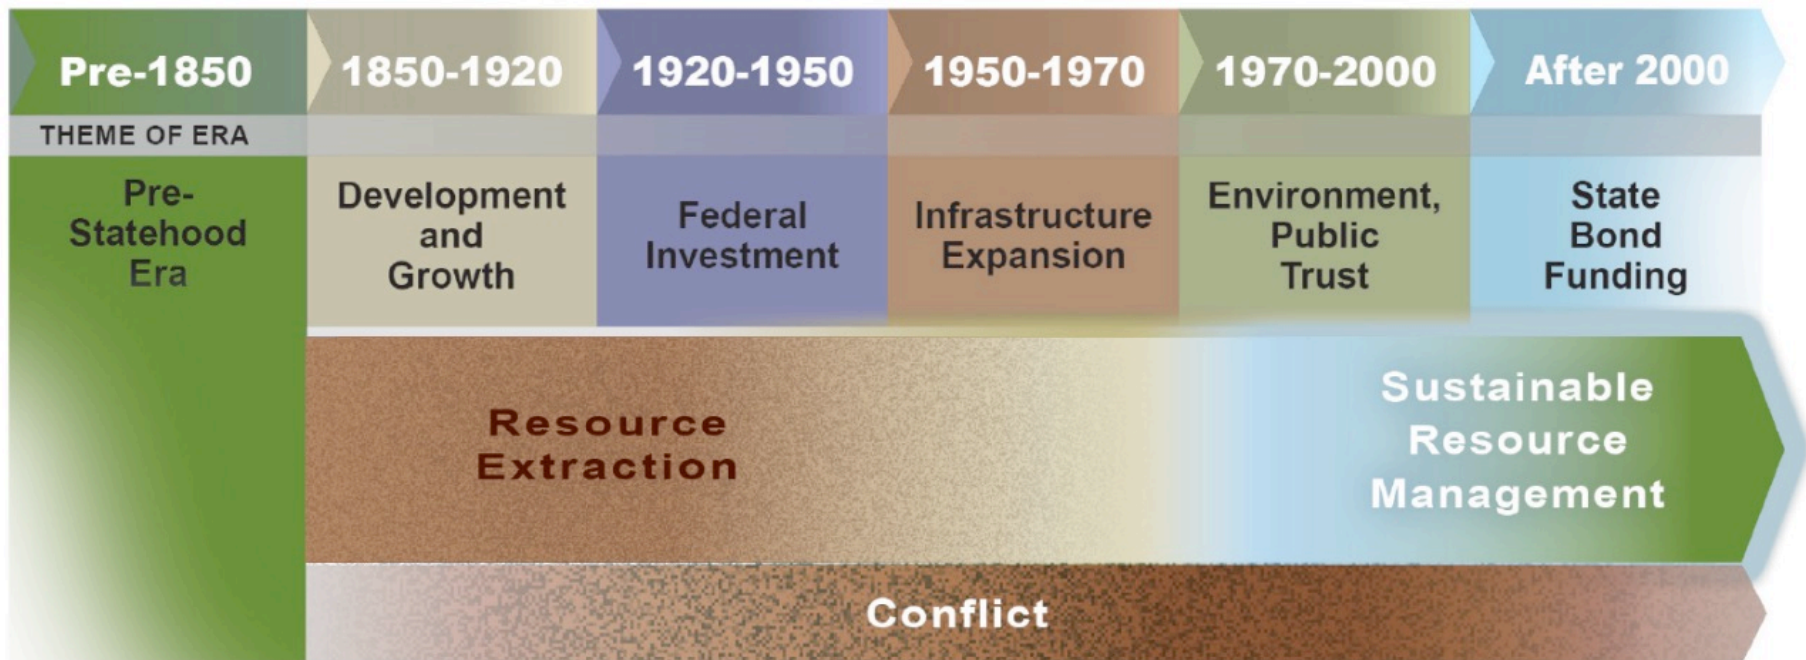 Pre-1850
1850-1920
1920-1950
1950-1970
1970-2000
After 2000
THEME OF ERA
Pre-
Statehood
Era
Development
and
Growth
Federal
Investment
Infrastructure
Expansion
Environment,
Public
Trust
State
Bond
Funding
Resource
Extraction
Sustainable
Resource
Management
Conflict